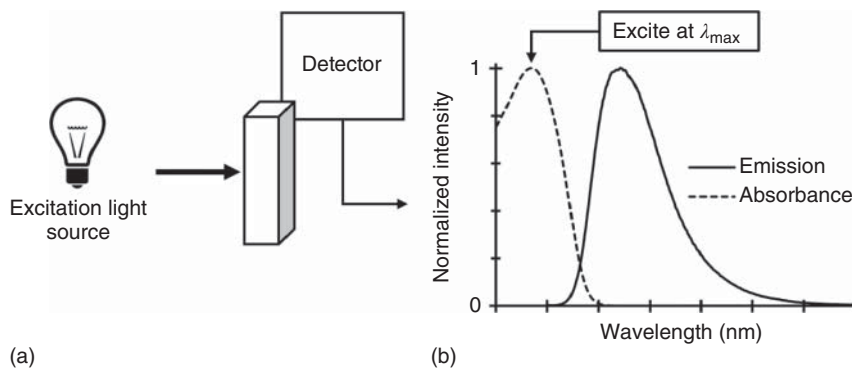 Detector
Excitation light
source
(a)
Excite at λmax
1
Normalized intensity
Emission
Absorbance
0
Wavelength (nm)
(b)